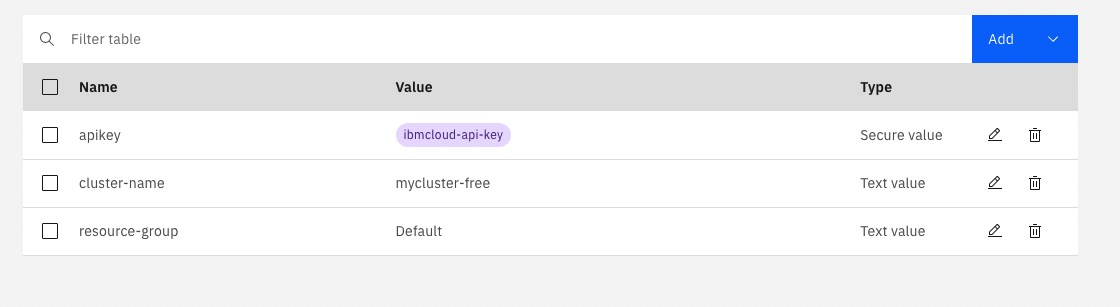 Filter table Add
Name Value Type
apikey ibmcloud-api-key Secure value
cluster-name mycluster-free Text value
resource-group Default Text value